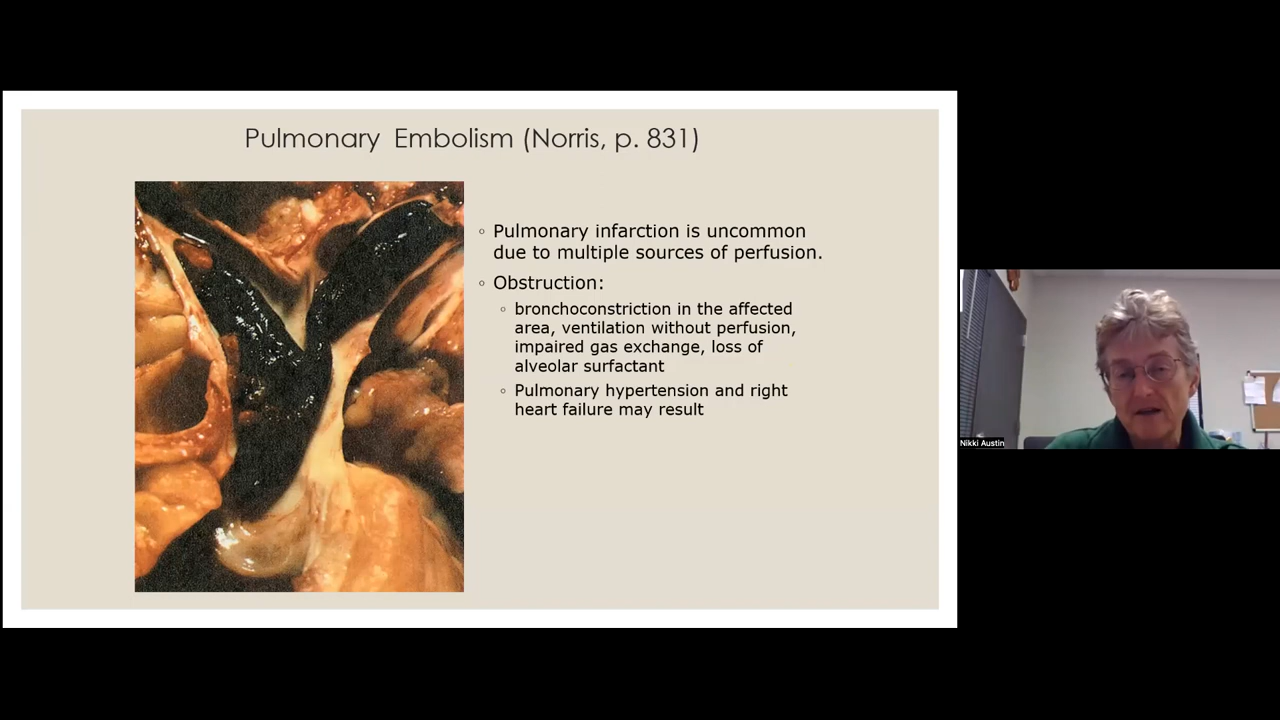 Pulmonary Embolism (Norris, p. 831)
◦ Pulmonary infarction is uncommon
due to multiple sources of perfusion.
◦ Obstruction:
◦ bronchoconstriction in the affected
area, ventilation without perfusion,
impaired gas exchange, loss of
alveolar surfactant
◦ Pulmonary hypertension and right
heart failure may result
Nikki Austin